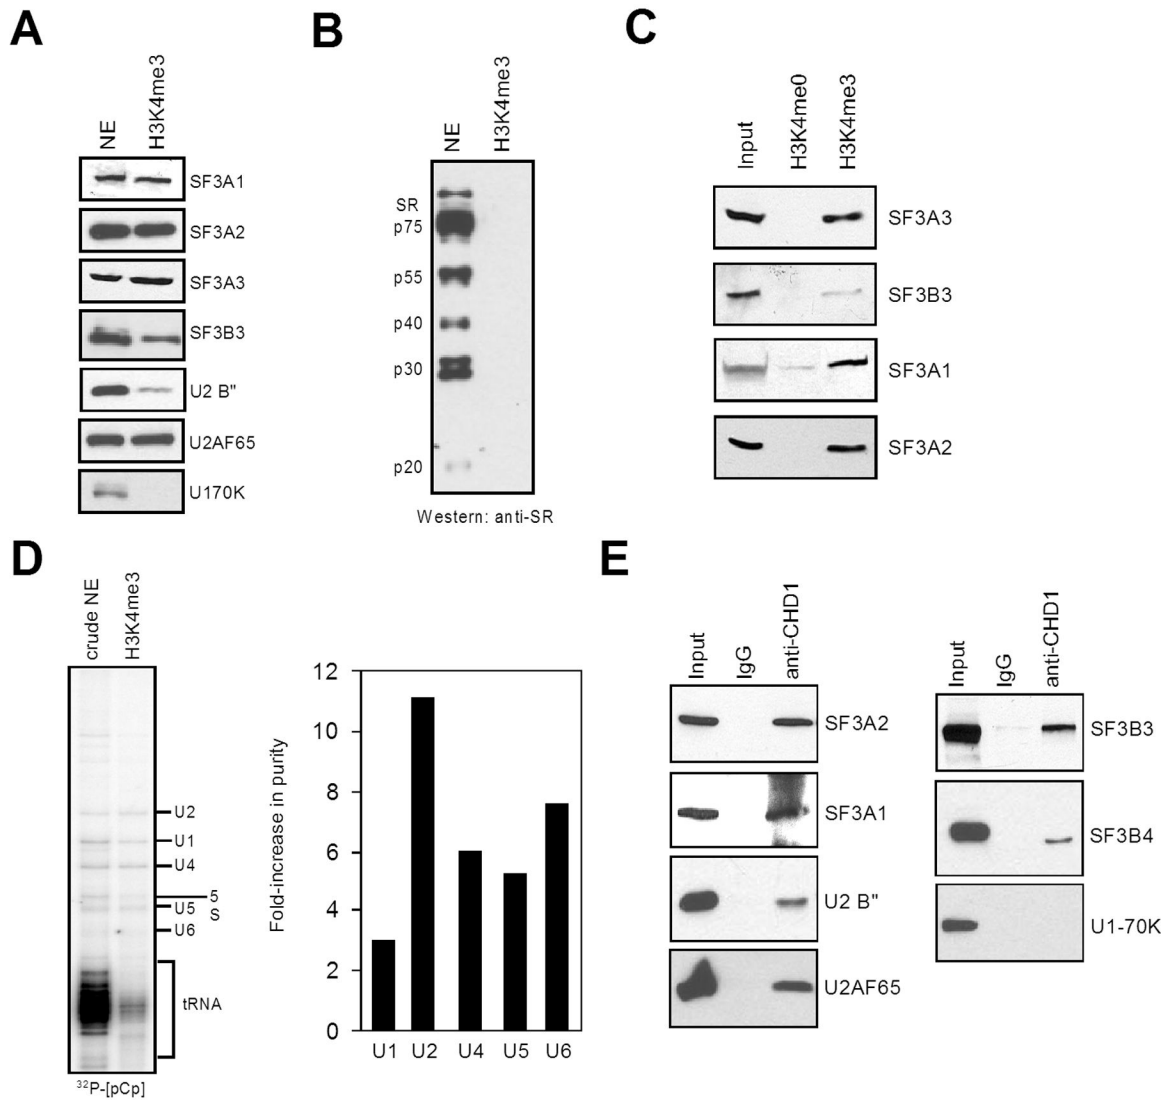 A
NE
H3K4me3
SF3A1
SF3A2
SF3A3
SF3B3
U2 B"
U2AF65
U170K
B
NE
H3K4me3
SR
p75
p55
p40
p30
p20
Western: anti-SR
C
Input
H3K4me0
H3K4me3
SF3A3
SF3B3
SF3A1
SF3A2
D
crude NE
H3K4me3
U2
U1
U4
5
U5 S
U6
tRNA
32P-[pCp]
Fold-increase in purity
12
10
8
6
4
2
0
U1 U2 U4 U5 U6
E
Input
IgG
anti-CHD1
SF3A2
SF3A1
U2 B"
U2AF65
Input
IgG
anti-CHD1
SF3B3
SF3B4
U1-70K